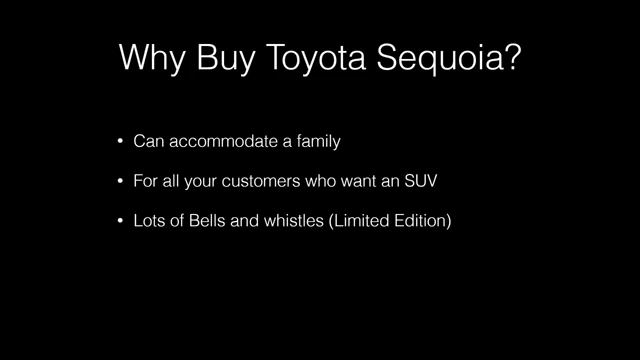 Why Buy Toyota Sequoia?
• Can accommodate a family
• For all your customers who want an SUV
• Lots of Bells and whistles (Limited Edition)